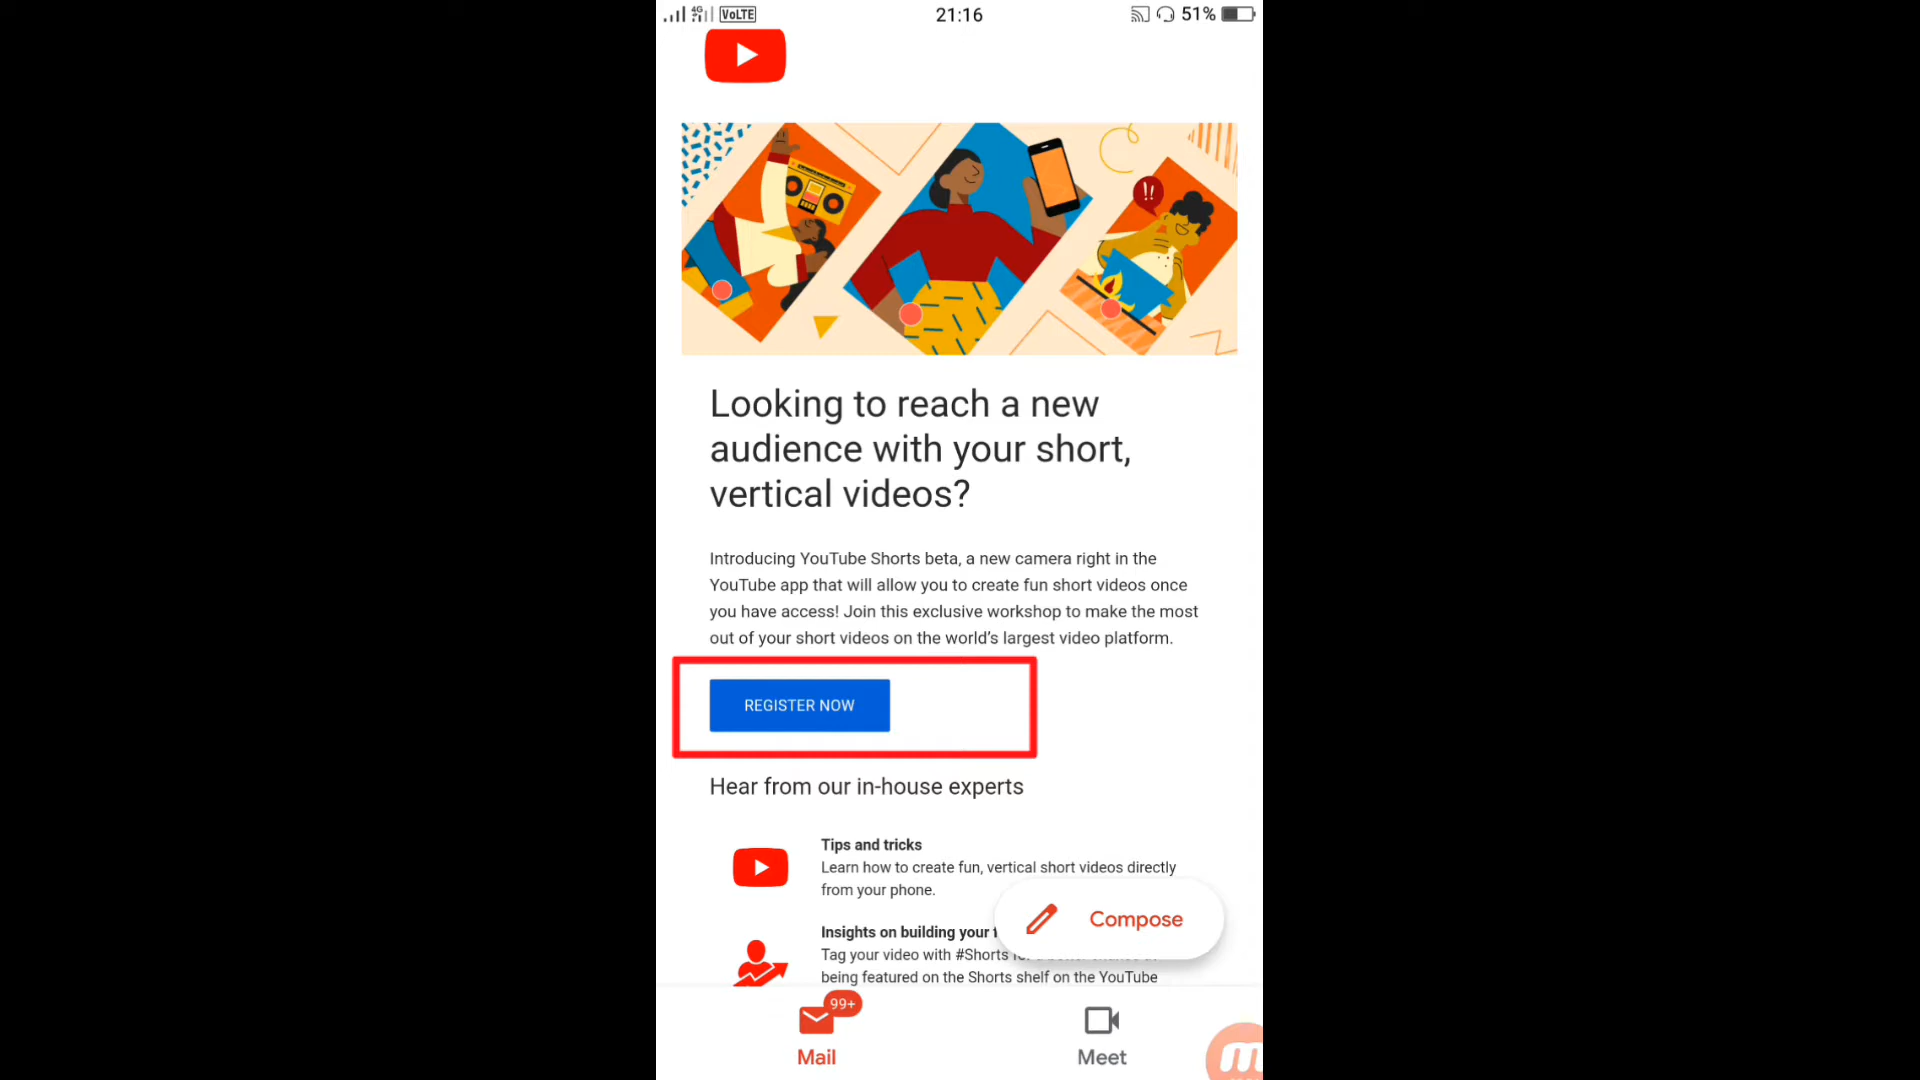 4G VoLTE 21:16 51%
!!
Looking to reach a new
audience with your short,
vertical videos?
Introducing YouTube Shorts beta, a new camera right in the
YouTube app that will allow you to create fun short videos once
you have access! Join this exclusive workshop to make the most
out of your short videos on the world’s largest video platform.
REGISTER NOW
Hear from our in-house experts
Tips and tricks
Learn how to create fun, vertical short videos directly
from your phone.
Insights on building your
Tag your video with #Shorts
being featured on the Shorts shelf on the YouTube
Compose
99+
Mail
Meet